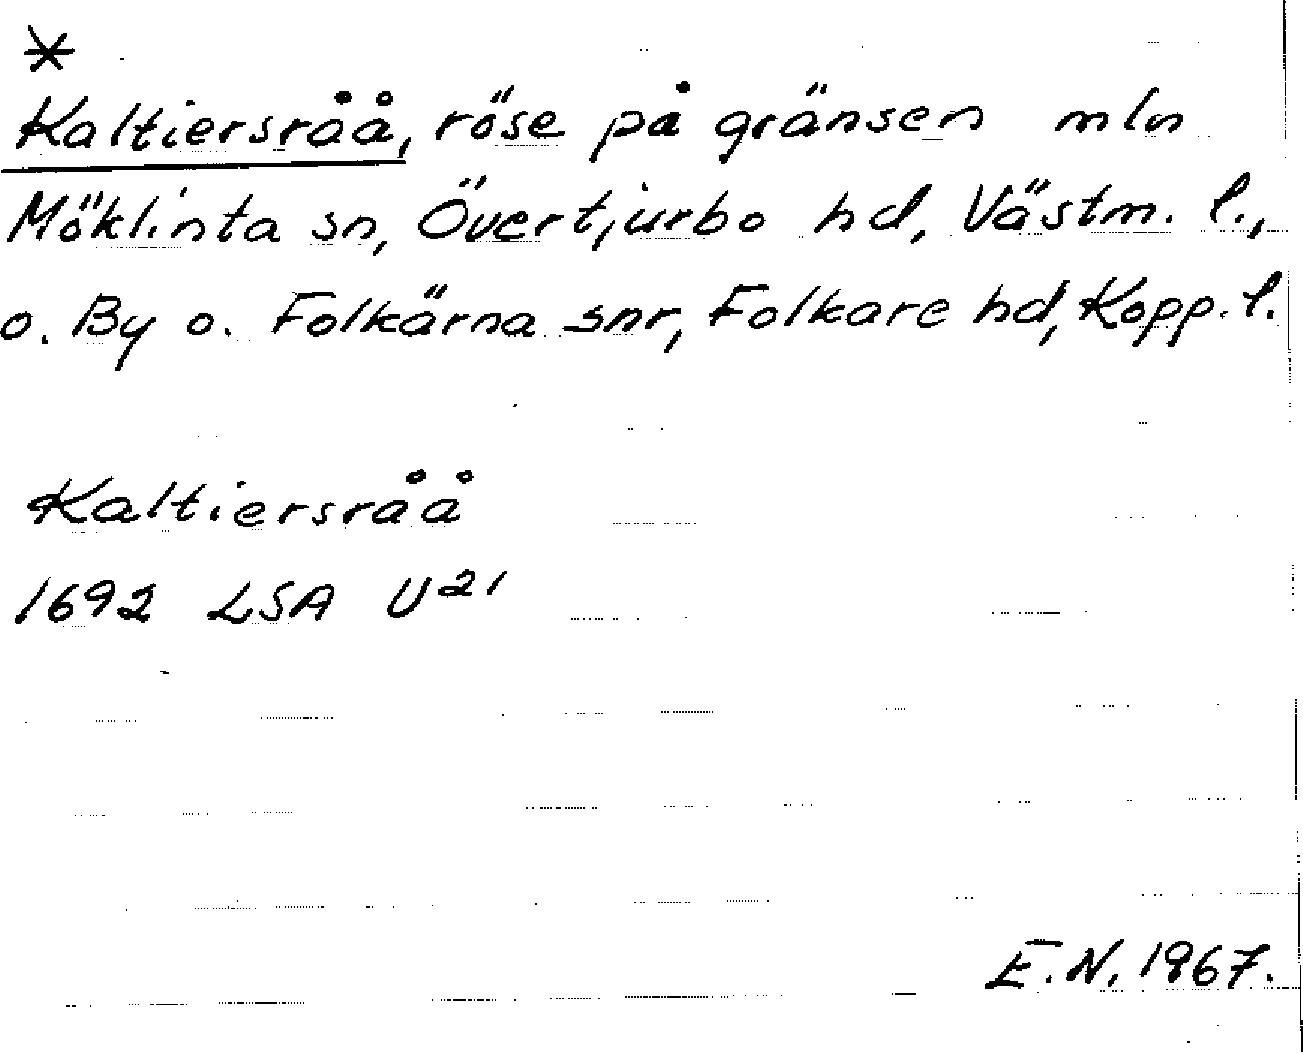 *
Kaltiersråå, röse på gränsen mln
Möklinta sn, Övertjurbo hd, Västm. l.,
o. By o. Folkärna snr, Folkare hd, Kopp. l.
Kaltiersråå
1692 LSA U21
E.N. 1967.